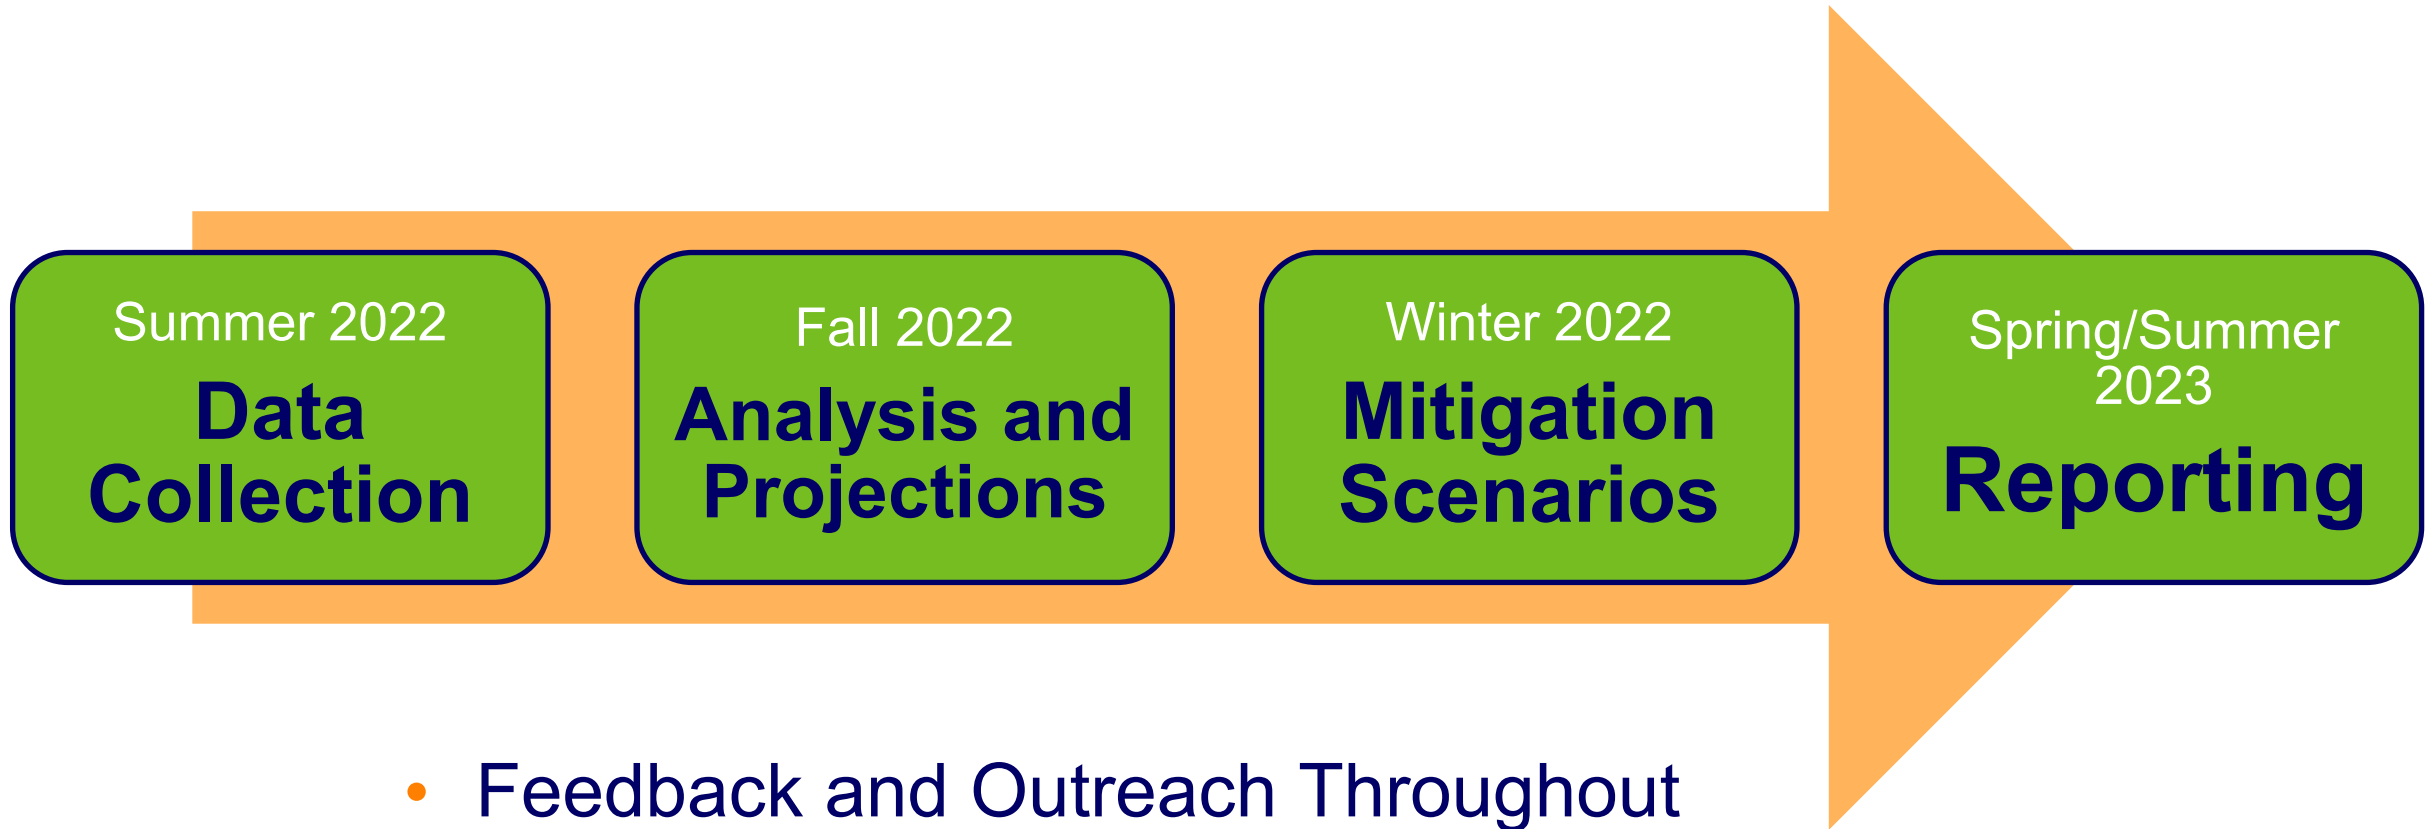 Summer 2022
Data
Collection
Fall 2022
Analysis and
Projections
Winter 2022
Mitigation
Scenarios
Spring/Summer
2023
Reporting
• Feedback and Outreach Throughout